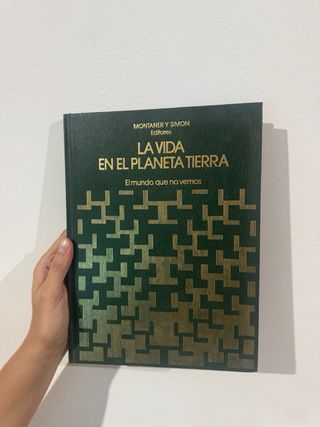 MONTANER Y SIMON
Editores
LA VIDA
EN EL PLANETA TIERRA
El mundo que no vemos